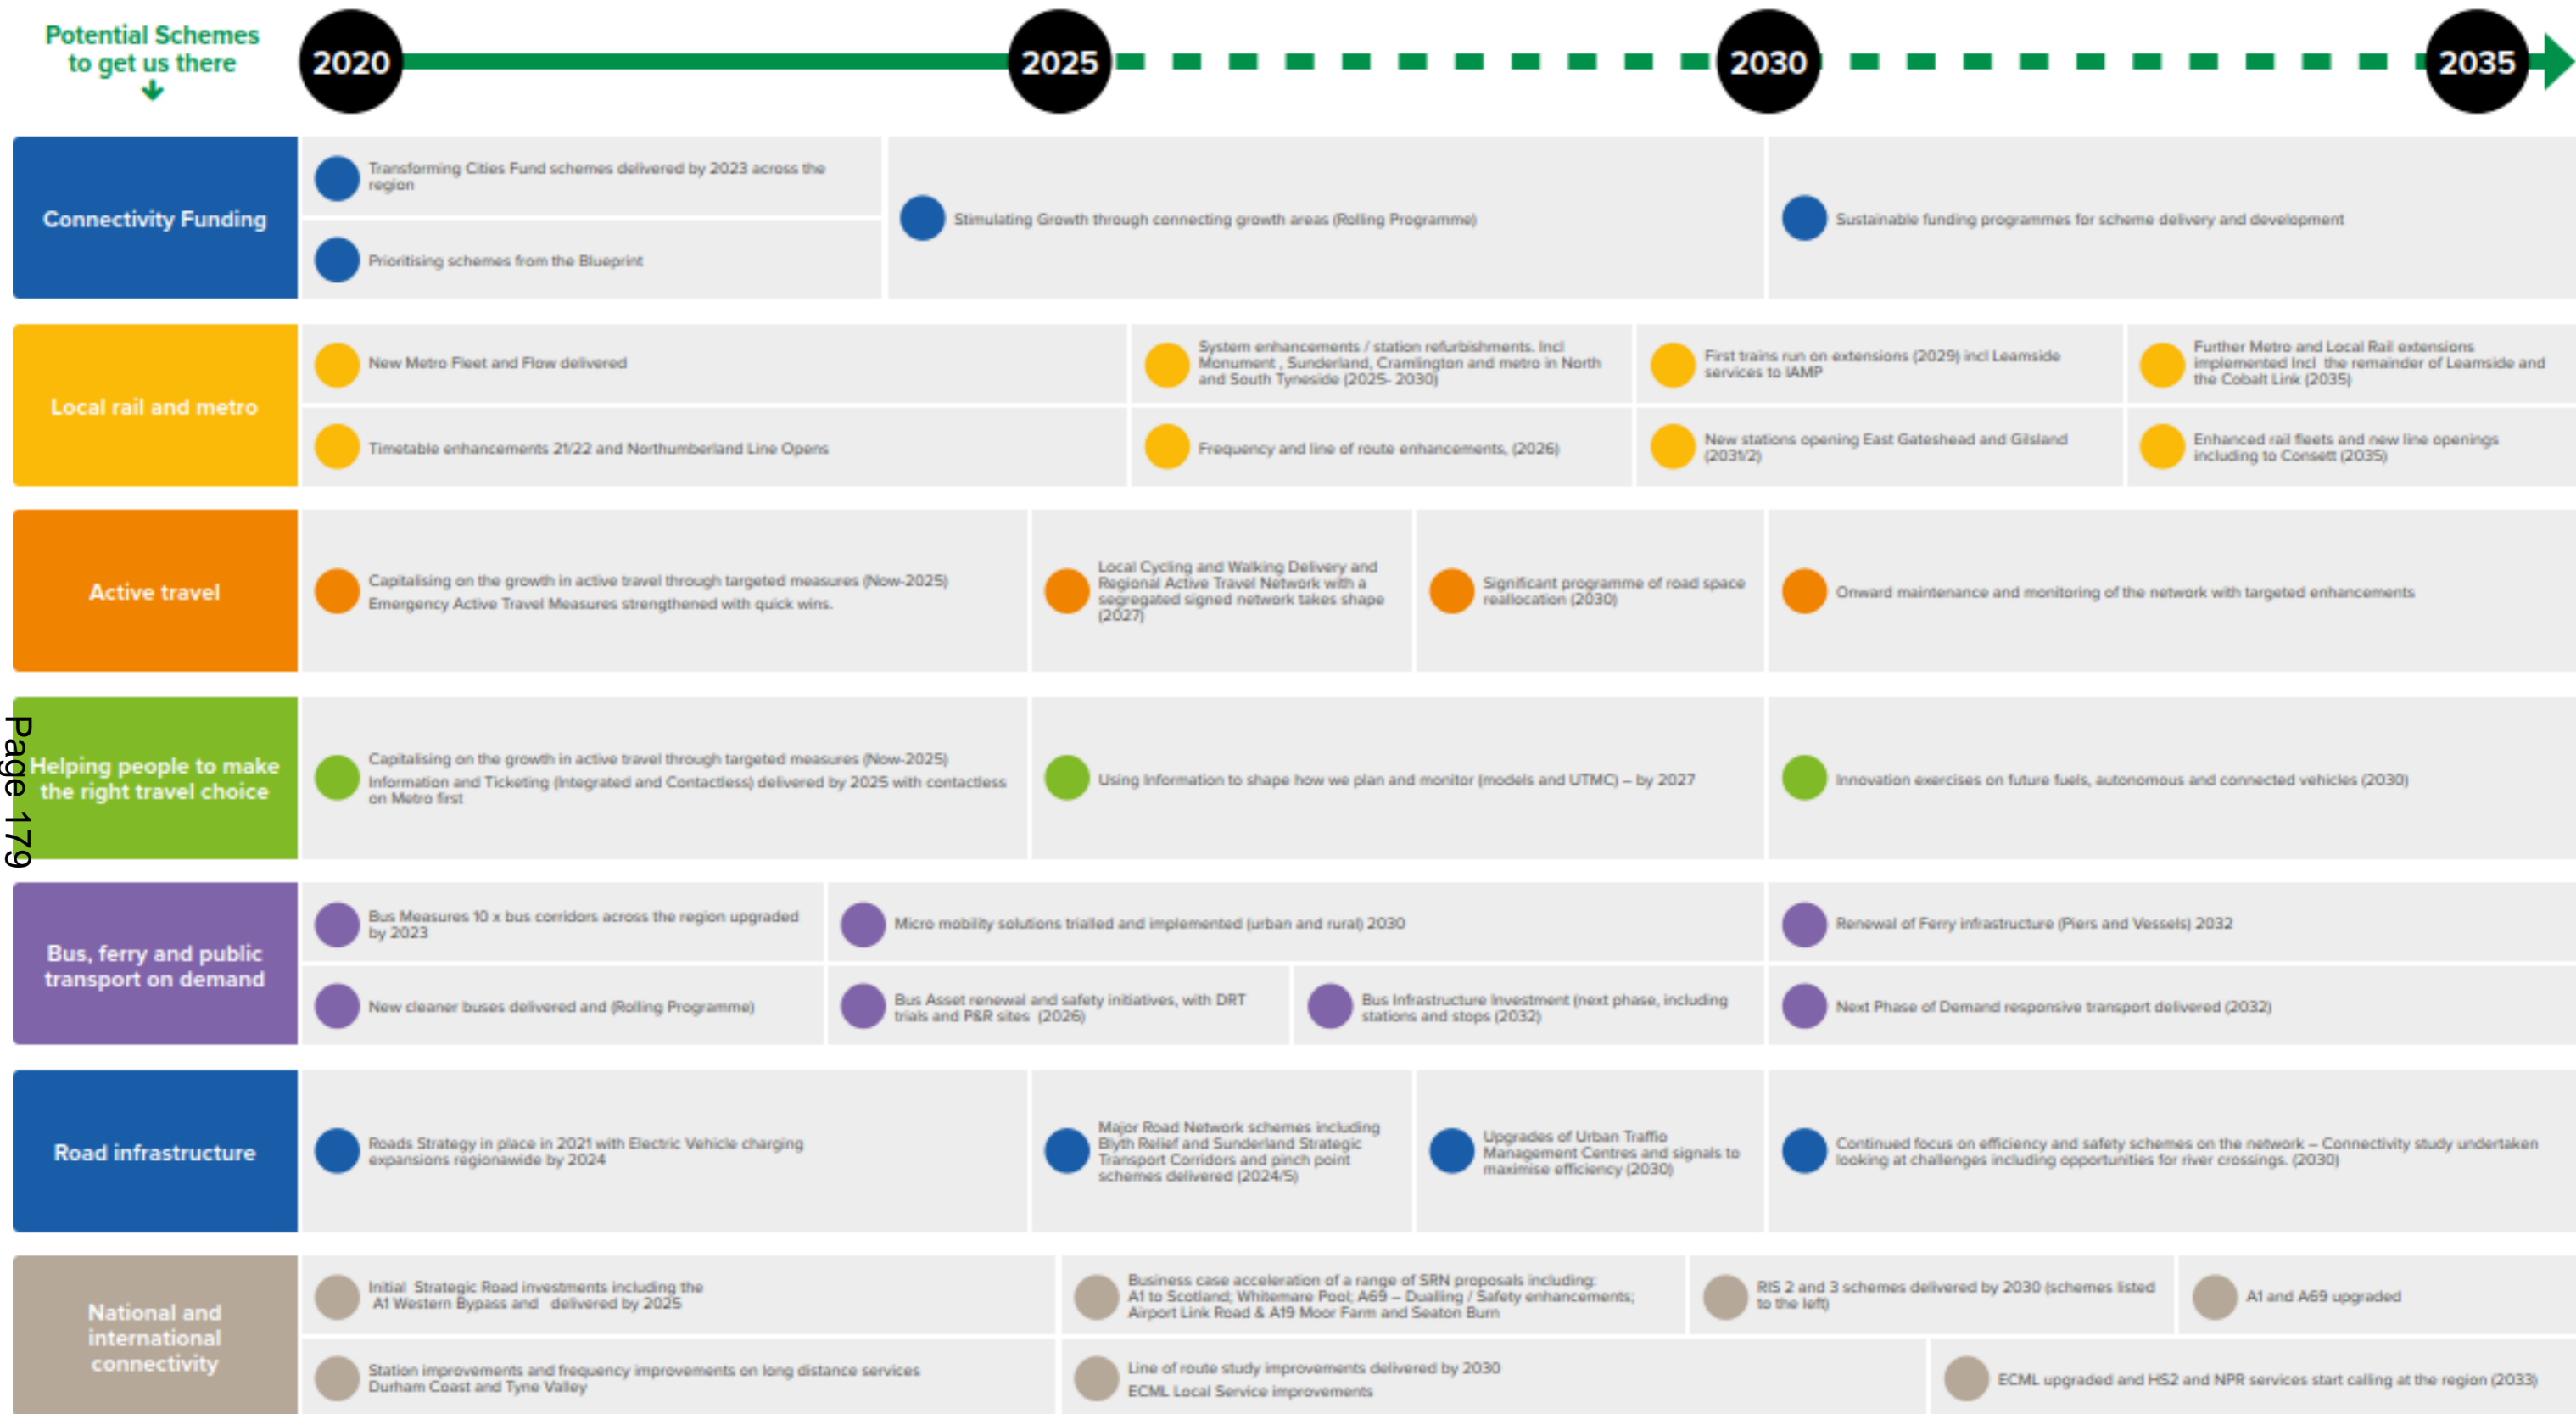 Potential Schemes
to get us there
2020
2025
2030
2035
Connectivity Funding
Transforming Cities Fund schemes delivered by 2023 across the
region
Prioritising schemes from the Blueprint
Stimulating Growth through connecting growth areas (Rolling Programme)
Sustainable funding programmes for scheme delivery and development
Local rail and metro
New Metro Fleet and Flow delivered
Timetable enhancements 21/22 and Northumberland Line Opens
System enhancements / station refurbishments. Incl
Monument , Sunderland, Cramlington and metro in North
and South Tyneside (2025- 2030)
Frequency and line of route enhancements, (2026)
First trains run on extensions (2029) incl Leamside
services to IAMP
New stations opening East Gateshead and Gilsland
(2031/2)
Further Metro and Local Rail extensions
implemented Incl the remainder of Leamside and
the Cobalt Link (2035)
Enhanced rail fleets and new line openings
including to Consett (2035)
Active travel
Capitalising on the growth in active travel through targeted measures (Now-2025)
Emergency Active Travel Measures strengthened with quick wins.
Local Cycling and Walking Delivery and
Regional Active Travel Network with a
segregated signed network takes shape
(2027)
Significant programme of road space
reallocation (2030)
Onward maintenance and monitoring of the network with targeted enhancements
Helping people to make
the right travel choice
Capitalising on the growth in active travel through targeted measures (Now-2025)
Information and Ticketing (Integrated and Contactless) delivered by 2025 with contactless
on Metro first
Using Information to shape how we plan and monitor (models and UTMC) – by 2027
Innovation exercises on future fuels, autonomous and connected vehicles (2030)
Page 179
Bus, ferry and public
transport on demand
Bus Measures 10 x bus corridors across the region upgraded
by 2023
New cleaner buses delivered and (Rolling Programme)
Micro mobility solutions trialled and implemented (urban and rural) 2030
Bus Asset renewal and safety initiatives, with DRT
trials and P&R sites (2026)
Bus Infrastructure Investment (next phase, including
stations and stops (2032)
Renewal of Ferry infrastructure (Piers and Vessels) 2032
Next Phase of Demand responsive transport delivered (2032)
Road infrastructure
Roads Strategy in place in 2021 with Electric Vehicle charging
expansions regionawide by 2024
Major Road Network schemes including
Blyth Relief and Sunderland Strategic
Transport Corridors and pinch point
schemes delivered (2024/5)
Upgrades of Urban Traffic
Management Centres and signals to
maximise efficiency (2030)
Continued focus on efficiency and safety schemes on the network – Connectivity study undertaken
looking at challenges including opportunities for river crossings. (2030)
National and
international
connectivity
Initial Strategic Road investments including the
A1 Western Bypass and delivered by 2025
Station improvements and frequency improvements on long distance services
Durham Coast and Tyne Valley
Business case acceleration of a range of SRN proposals including:
A1 to Scotland; Whitemare Pool; A69 – Dualling / Safety enhancements;
Airport Link Road & A19 Moor Farm and Seaton Burn
Line of route study improvements delivered by 2030
ECML Local Service improvements
RIS 2 and 3 schemes delivered by 2030 (schemes listed
to the left)
A1 and A69 upgraded
ECML upgraded and HS2 and NPR services start calling at the region (2033)